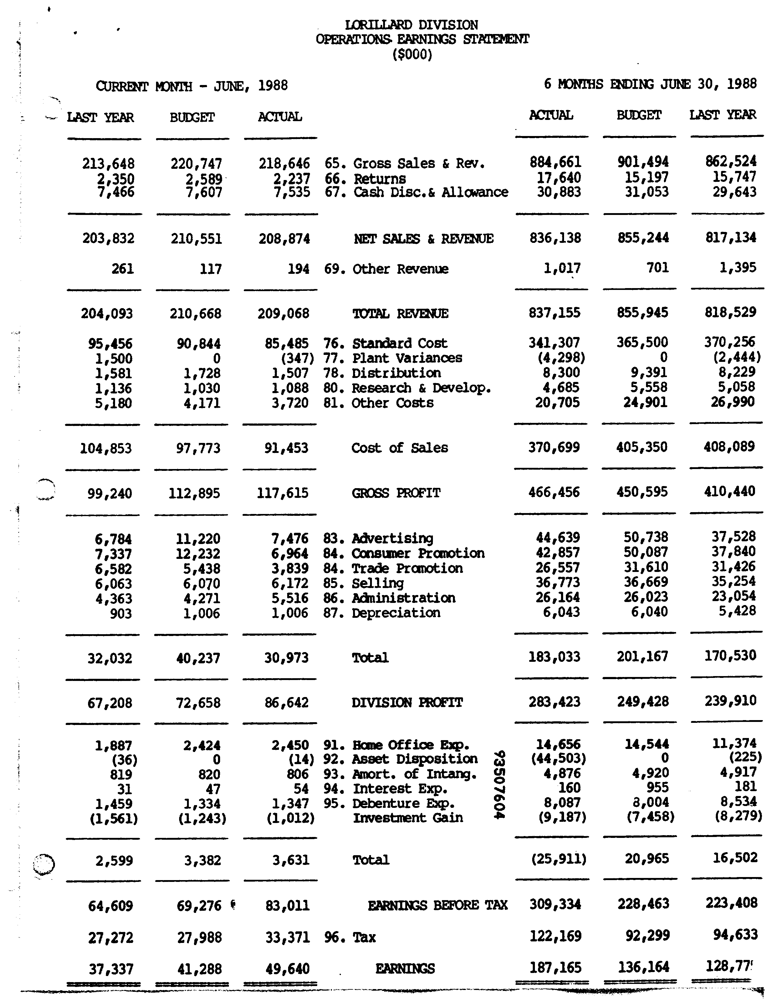 LORILLARD DIVISION
OPERATIONS EARNINGS STATEMENT
($000)
CURRENT MONTH - JUNE, 1988 6 MONTHS ENDING JUNE 30, 1988
LAST YEAR BUDGET ACTUAL ACTUAL BUDGET LAST YEAR
213,648 220,747 218,646 65. Gross Sales & Rev. 884,661 901,494 862,524
2,350 2,589 2,237 66. Returns 17,640 15,197 15,747
7,466 7,607 7,535 67. Cash Disc.& Allowance 30,883 31,053 29,643
203,832 210,551 208,874 NET SALES & REVENUE 836,138 855,244 817,134
261 117 194 69. Other Revenue 1,017 701 1,395
204,093 210,668 209,068 TOTAL REVENUE 837,155 855,945 818,529
95,456 90,844 85,485 76. Standard Cost 341,307 365,500 370,256
1,500 0 (347) 77. Plant Variances (4,298) 0 (2,444)
1,581 1,728 1,507 78. Distribution 8,300 9,391 8,229
1,136 1,030 1,088 80. Research & Develop. 4,685 5,558 5,058
5,180 4,171 3,720 81. Other Costs 20,705 24,901 26,990
104,853 97,773 91,453 Cost of Sales 370,699 405,350 408,089
99,240 112,895 117,615 GROSS PROFIT 466,456 450,595 410,440
6,784 11,220 7,476 83. Advertising 44,639 50,738 37,528
7,337 12,232 6,964 84. Consumer Promotion 42,857 50,087 37,840
6,582 5,438 3,839 84. Trade Promotion 26,557 31,610 31,426
6,063 6,070 6,172 85. Selling 36,773 36,669 35,254
4,363 4,271 5,516 86. Administration 26,164 26,023 23,054
903 1,006 1,006 87. Depreciation 6,043 6,040 5,428
32,032 40,237 30,973 Total 183,033 201,167 170,530
67,208 72,658 86,642 DIVISION PROFIT 283,423 249,428 239,910
1,887 2,424 2,450 91. Home Office Exp. 14,656 14,544 11,374
(36) 0 (14) 92. Asset Disposition (44,503) 0 (225)
819 820 806 93. Amort. of Intang. 4,876 4,920 4,917
31 47 54 94. Interest Exp. 160 955 181
1,459 1,334 1,347 95. Debenture Exp. 8,087 8,004 8,534
(1,561) (1,243) (1,012) Investment Gain (9,187) (7,458) (8,279)
93507604
2,599 3,382 3,631 Total (25,911) 20,965 16,502
64,609 69,276 83,011 EARNINGS BEFORE TAX 309,334 228,463 223,408
27,272 27,988 33,371 96. Tax 122,169 92,299 94,633
37,337 41,288 49,640 EARNINGS 187,165 136,164